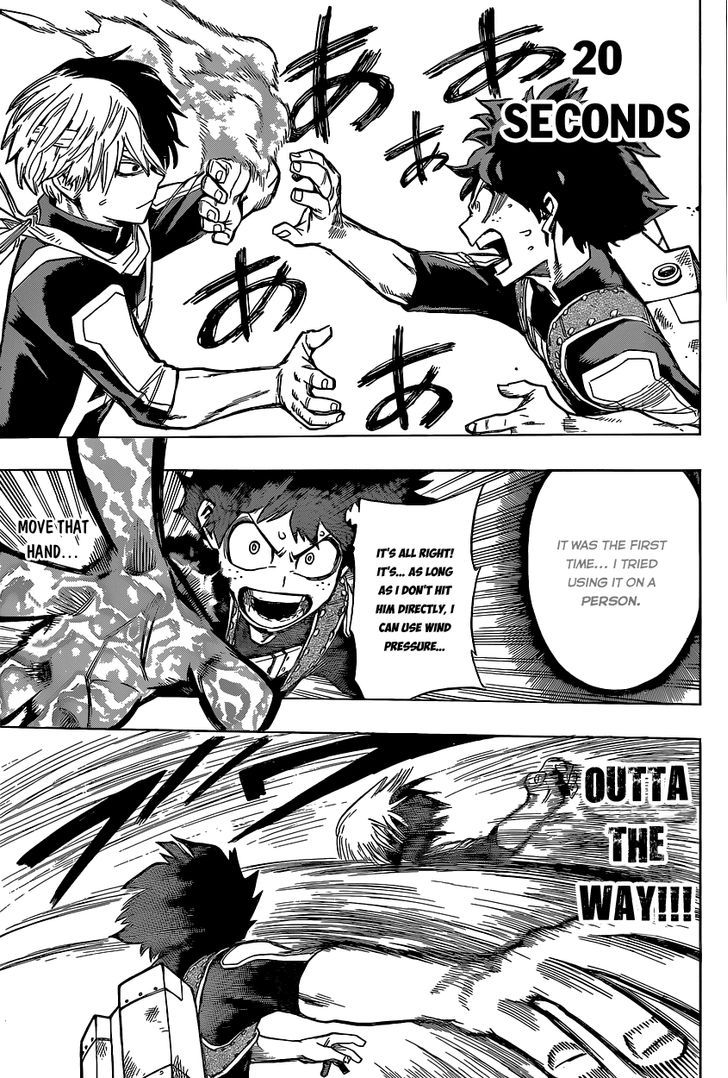 20
SECONDS
あ
あ
あ
あ
あ
IT WAS THE FIRST
TIME... I TRIED
USING IT ON A
PERSON.
IT'S ALL RIGHT!
IT'S... AS LONG
AS I DON'T HIT
HIM DIRECTLY, I
CAN USE WIND
PRESSURE...
MOVE THAT
HAND...
OUTTA
THE
WAY!!!